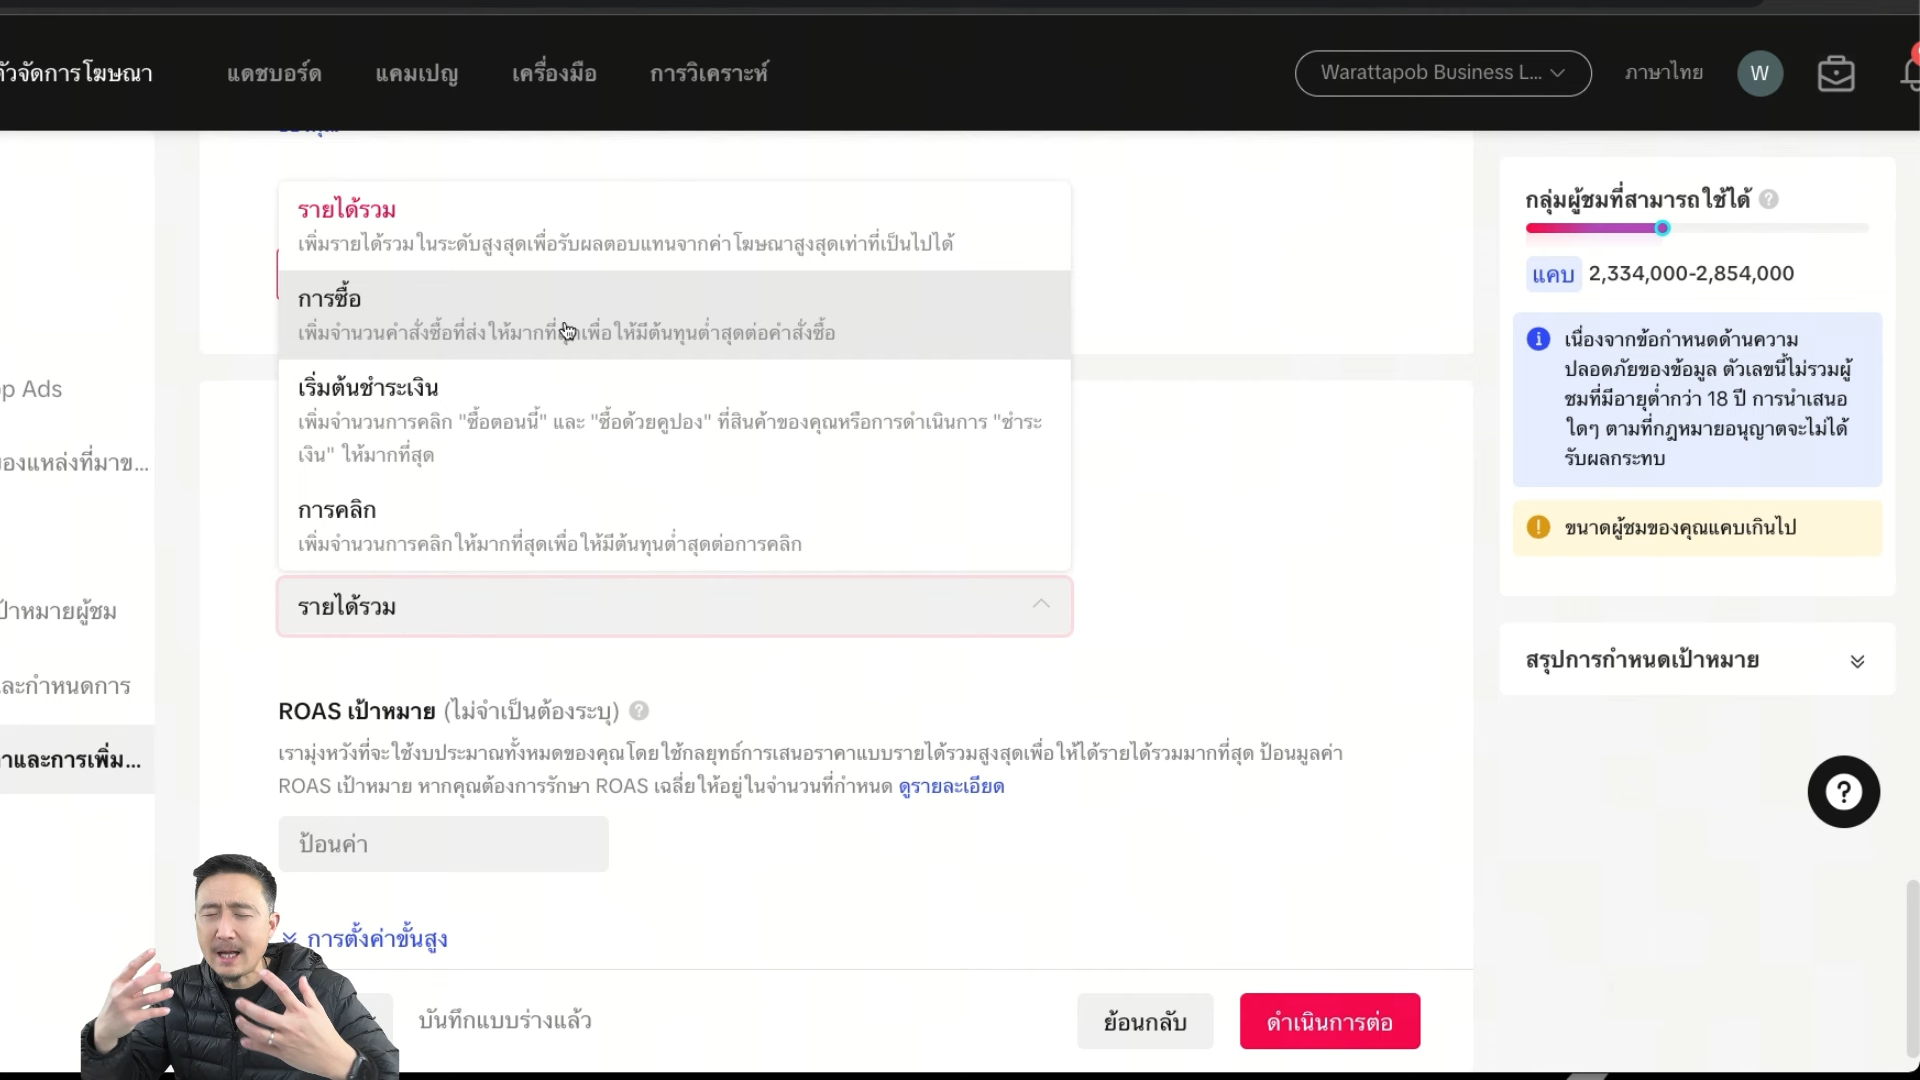 ตัวจัดการโฆษณา
แดชบอร์ด
แคมเปญ
เครื่องมือ
การวิเคราะห์
Warattapob Business L...
ภาษาไทย
W
รายได้รวม
เพิ่มรายได้รวมในระดับสูงสุดเพื่อรับผลตอบแทนจากค่าโฆษณาสูงสุดเท่าที่เป็นไปได้
การซื้อ
เพิ่มจำนวนคำสั่งซื้อที่ส่งให้มากที่สุดเพื่อให้มีต้นทุนต่ำสุดต่อคำสั่งซื้อ
เริ่มต้นชำระเงิน
เพิ่มจำนวนการคลิก "ซื้อตอนนี้" และ "ซื้อด้วยคูปอง" ที่สินค้าของคุณหรือการดำเนินการ "ชำระ
เงิน" ให้มากที่สุด
การคลิก
เพิ่มจำนวนการคลิกให้มากที่สุดเพื่อให้มีต้นทุนต่ำสุดต่อการคลิก
รายได้รวม
ROAS เป้าหมาย (ไม่จำเป็นต้องระบุ)
เรามุ่งหวังที่จะใช้งบประมาณทั้งหมดของคุณโดยใช้กลยุทธ์การเสนอราคาแบบรายได้รวมสูงสุดเพื่อให้ได้รายได้รวมมากที่สุด ป้อนมูลค่า
ROAS เป้าหมาย หากคุณต้องการรักษา ROAS เฉลี่ยให้อยู่ในจำนวนที่กำหนด ดูรายละเอียด
ป้อนค่า
การตั้งค่าขั้นสูง
บันทึกแบบร่างแล้ว
ย้อนกลับ
ดำเนินการต่อ
p Ads
องแหล่งที่มาข...
ป้าหมายผู้ชม
และกำหนดการ
าและการเพิ่ม...
กลุ่มผู้ชมที่สามารถใช้ได้
แคบ 2,334,000-2,854,000
เนื่องจากข้อกำหนดด้านความ
ปลอดภัยของข้อมูล ตัวเลขนี้ไม่รวมผู้
ชมที่มีอายุต่ำกว่า 18 ปี การนำเสนอ
ใดๆ ตามที่กฎหมายอนุญาตจะไม่ได้
รับผลกระทบ
ขนาดผู้ชมของคุณแคบเกินไป
สรุปการกำหนดเป้าหมาย